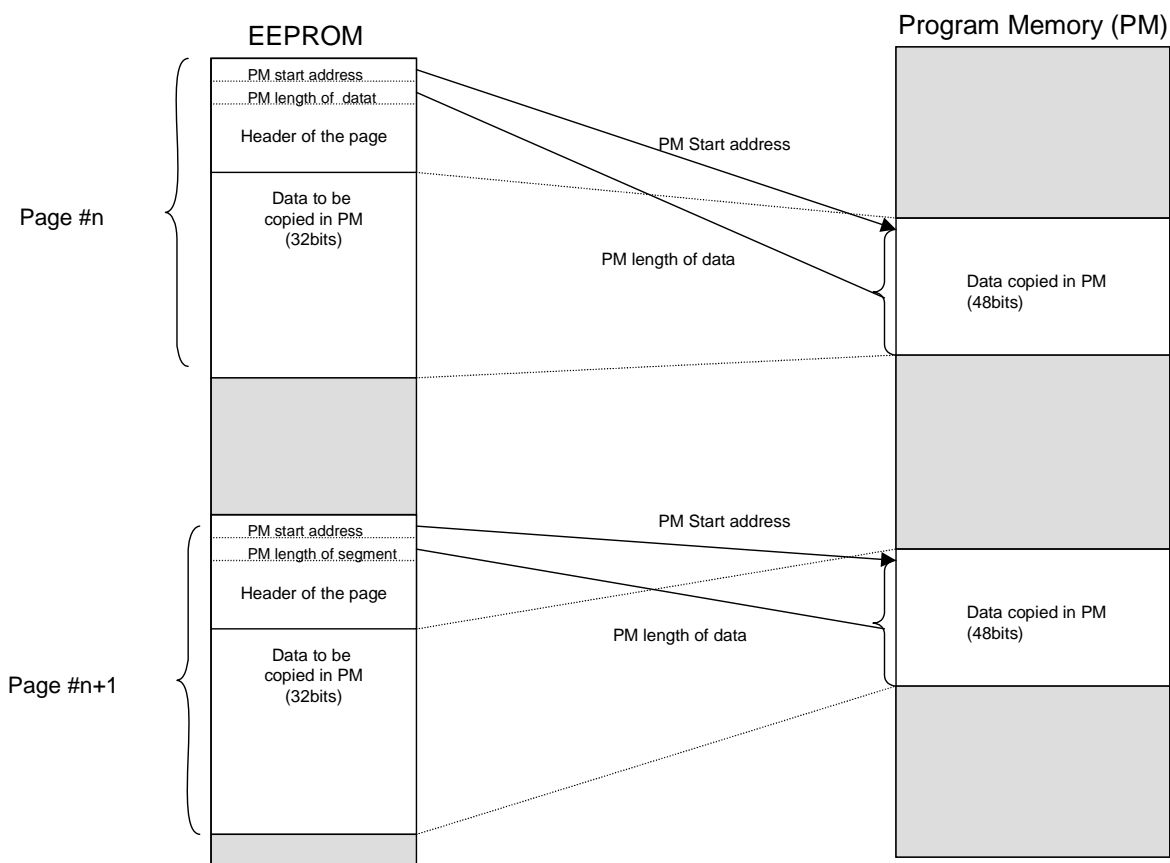 EEPROM
Program Memory (PM)
PM start address
PM length of datat
Header of the page
PM Start address
Page #n
Data to be
copied in PM
(32bits)
PM length of data
Data copied in PM
(48bits)
PM start address
PM length of segment
Header of the page
PM Start address
Page #n+1
Data to be
copied in PM
(32bits)
PM length of data
Data copied in PM
(48bits)